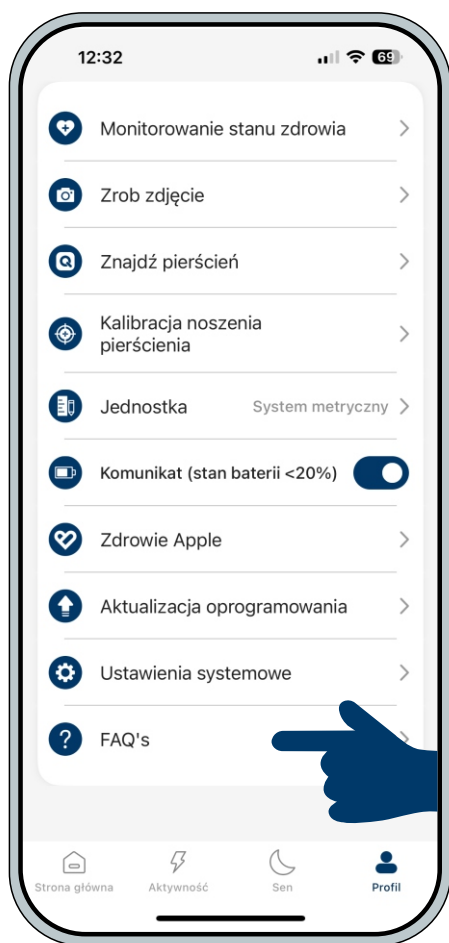 12:32
69
Monitorowanie stanu zdrowia
Zrob zdjęcie
Znajdź pierścień
Kalibracja noszenia
pierścienia
Jednostka System metryczny
Komunikat (stan baterii <20%)
Zdrowie Apple
Aktualizacja oprogramowania
Ustawienia systemowe
? FAQ's
Strona główna Aktywność Sen Profil